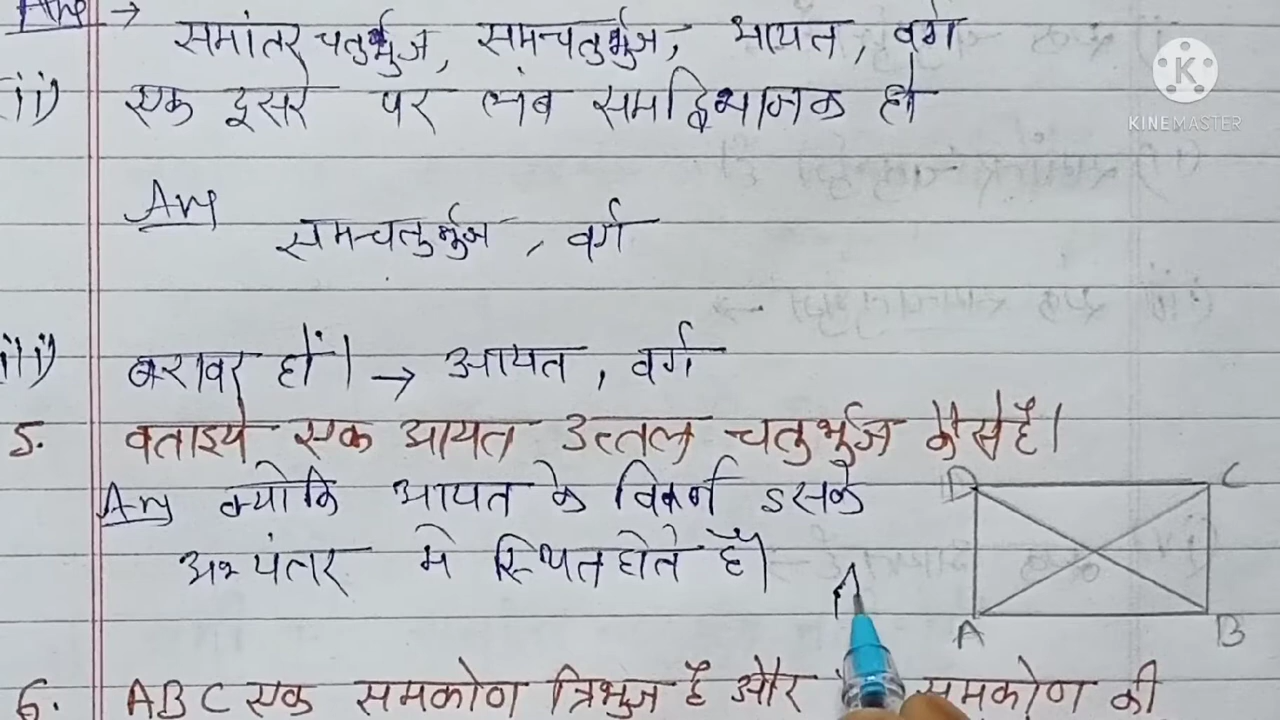 Ans → समांतर चतुर्भुज, समचतुर्भुज, आयत, वर्ग
ii) एक दूसरे पर लंब समद्विभाजक हो
Ans
समचतुर्भुज, वर्ग
iii) बराबर हों। → आयत, वर्ग
5. बताइये एक आयत उत्तल चतुर्भुज कैसे है।
Ans क्योकि आयत के विकर्ण इसके
अभ्यंतर मे स्थित होते हैं।
D C
A
A B
6. ABC एक समकोण त्रिभुज है और समकोण की
K
KINEMASTER